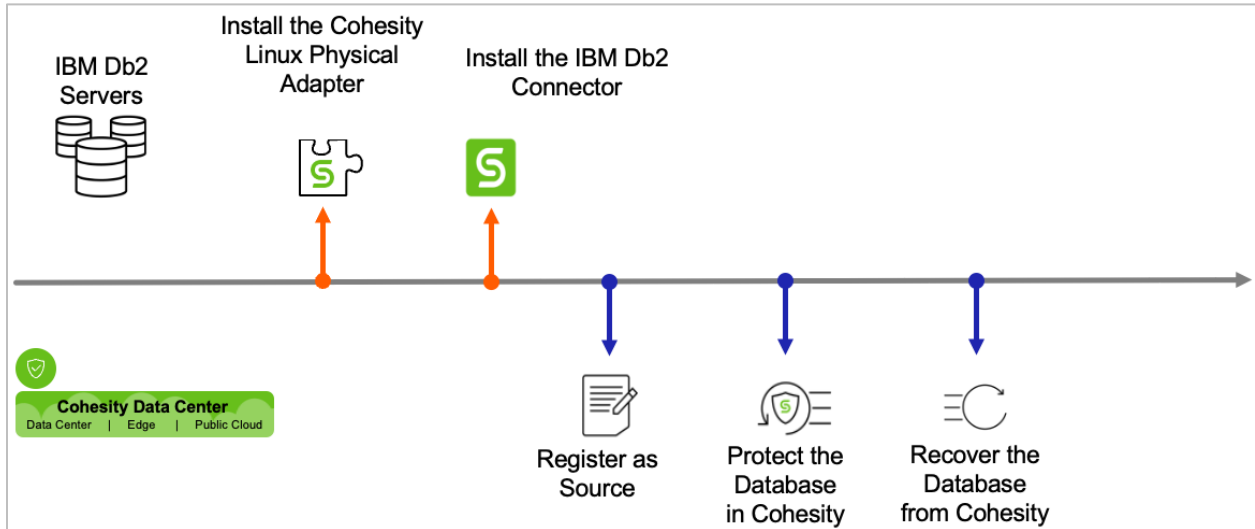 IBM Db2
Servers
Install the Cohesity
Linux Physical
Adapter
Install the IBM Db2
Connector
Cohesity Data Center
Data Center | Edge | Public Cloud
Register as
Source
Protect the
Database
in Cohesity
Recover the
Database
from Cohesity